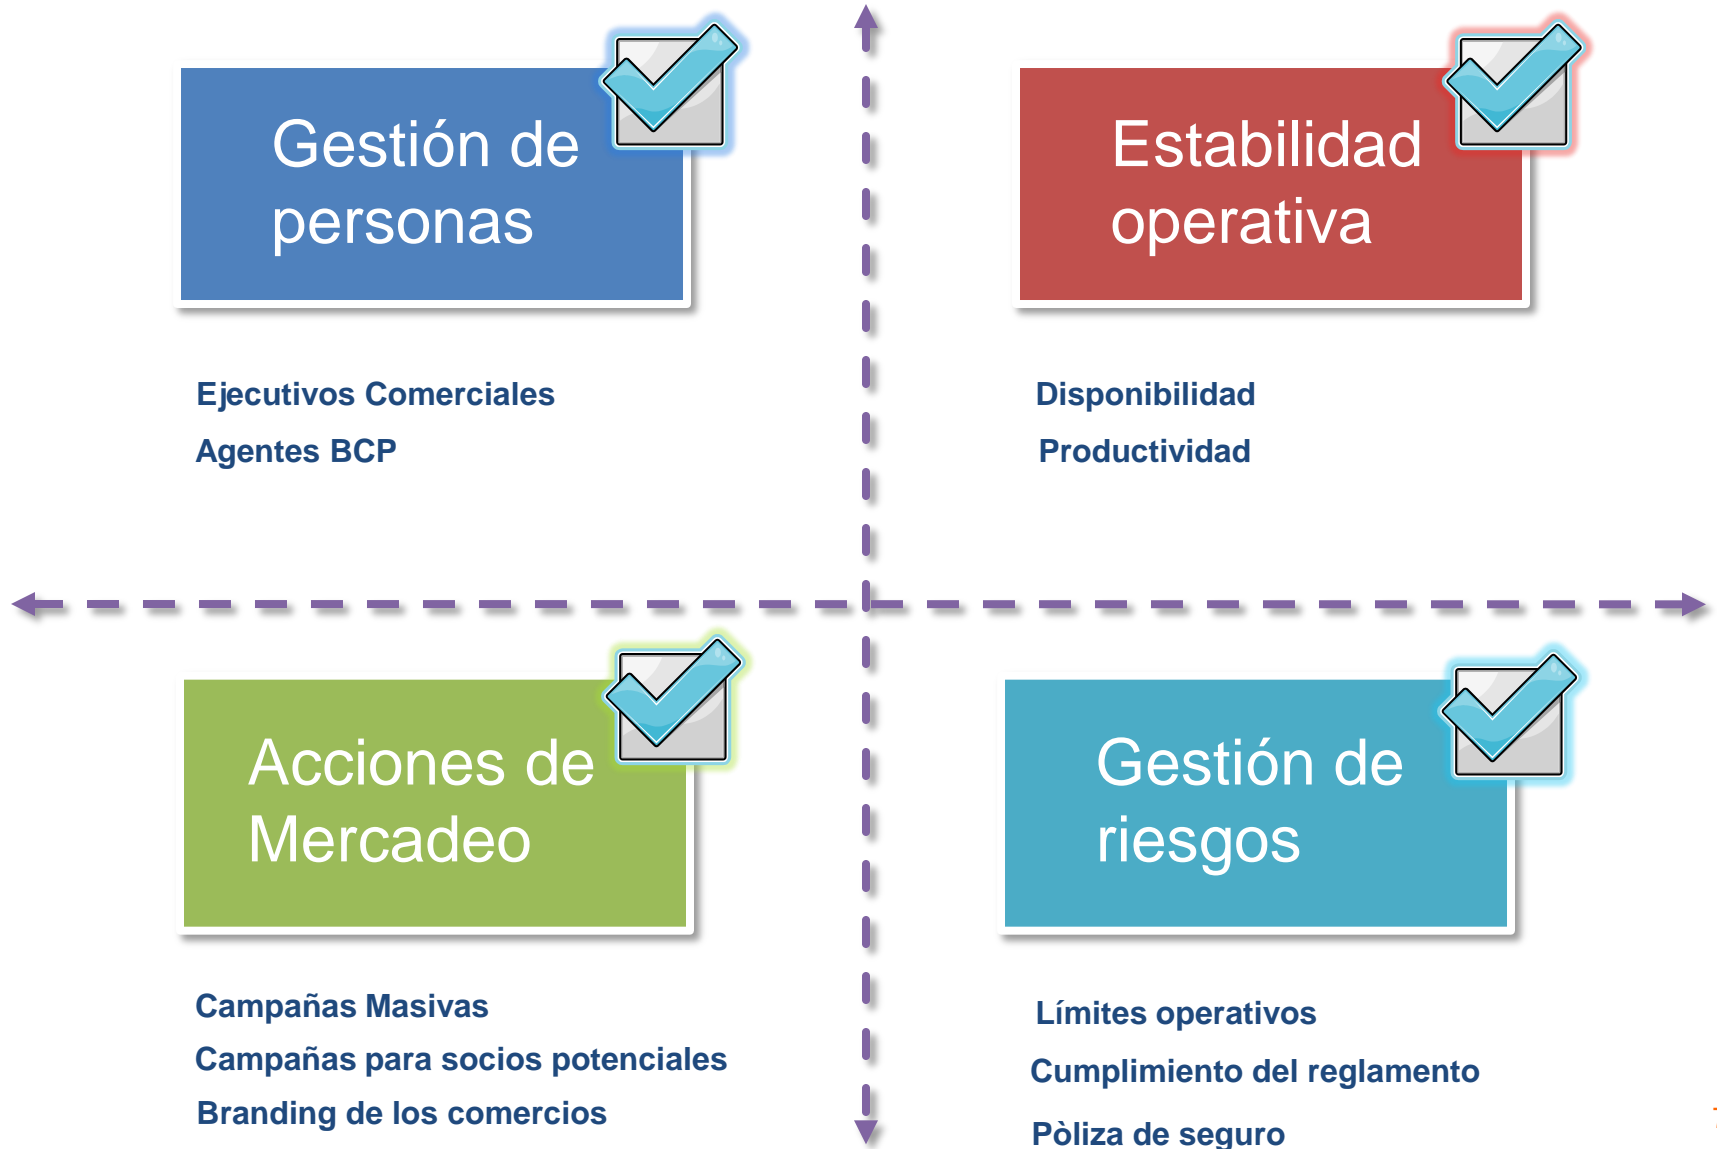 Gestión de
personas
Ejecutivos Comerciales
Agentes BCP
Estabilidad
operativa
Disponibilidad
Productividad
Acciones de
Mercadeo
Campañas Masivas
Campañas para socios potenciales
Branding de los comercios
Gestión de
riesgos
Límites operativos
Cumplimiento del reglamento
Pòliza de seguro